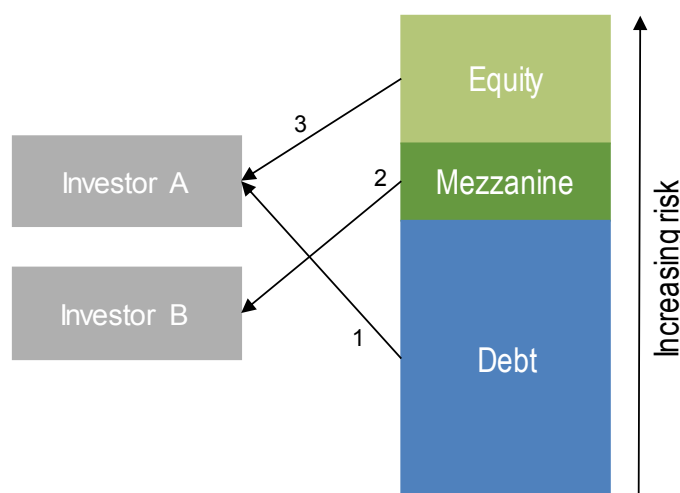 Equity
3
Investor A
2
Mezzanine
Investor B
1
Debt
Increasing risk